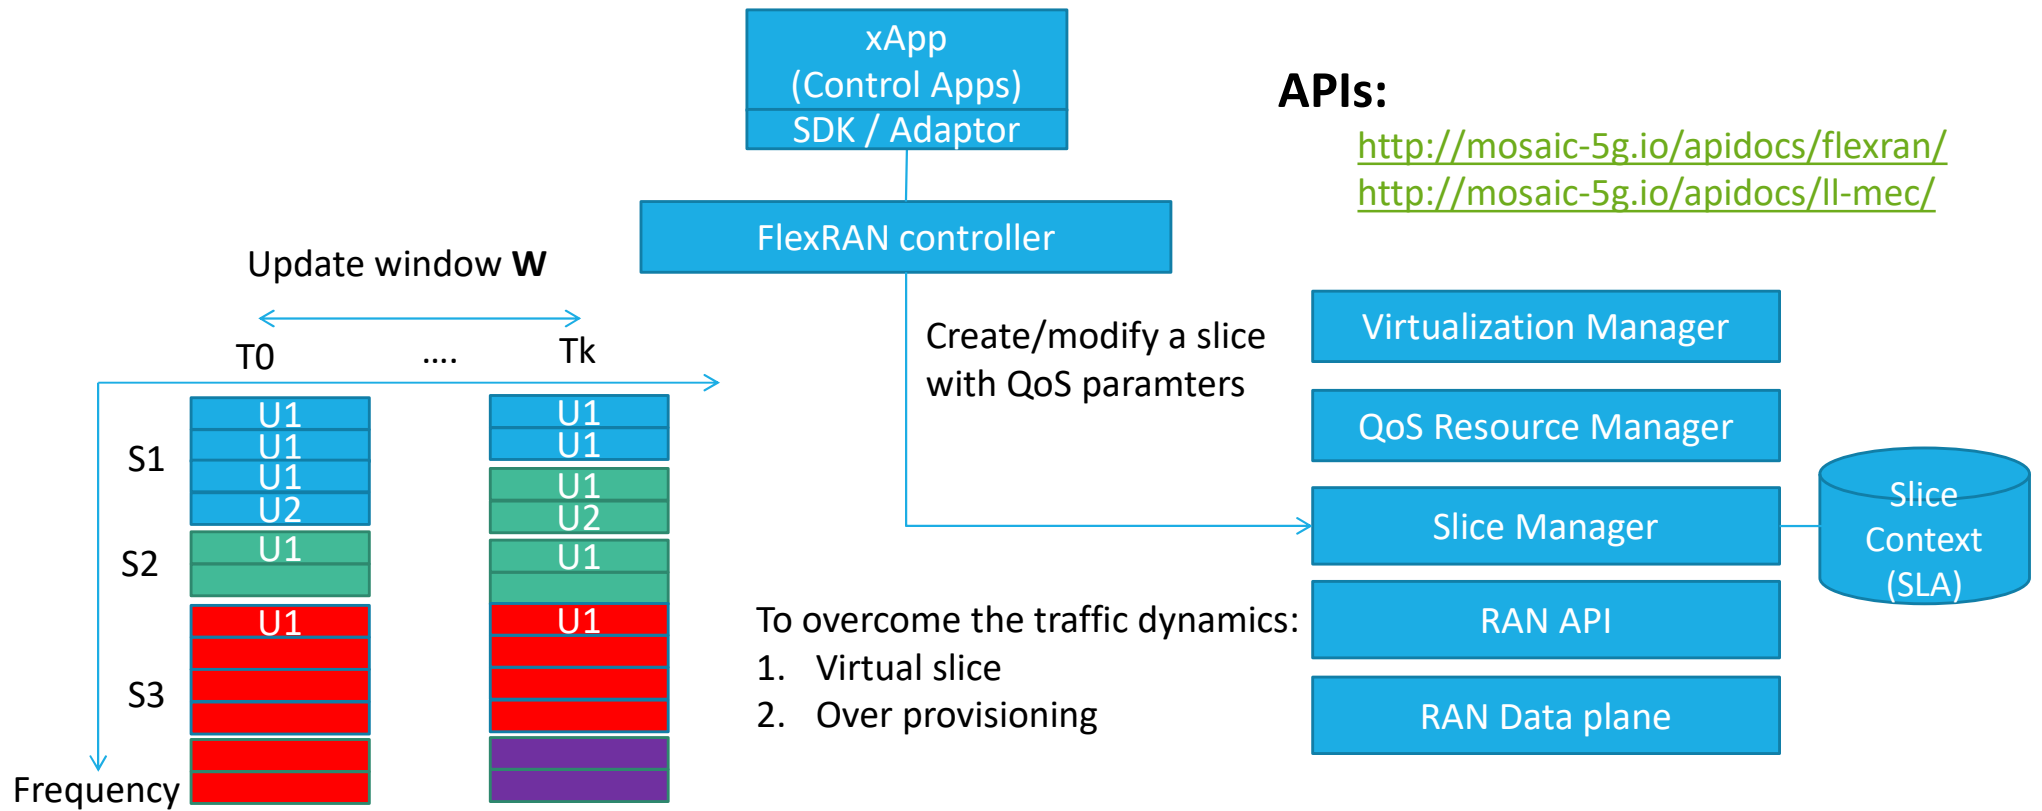 xApp
(Control Apps)
SDK / Adaptor
APIs:
http://mosaic-5g.io/apidocs/flexran/
http://mosaic-5g.io/apidocs/ll-mec/
FlexRAN controller
Update window W
T0
....
Tk
Create/modify a slice
with QoS paramters
Virtualization Manager
QoS Resource Manager
Slice Manager
RAN API
RAN Data plane
Slice
Context
(SLA)
S1
U1
U1
U1
U2
S2
U1
S3
U1
U1
U1
U1
U2
U1
U1
Frequency
To overcome the traffic dynamics:
1. Virtual slice
2. Over provisioning